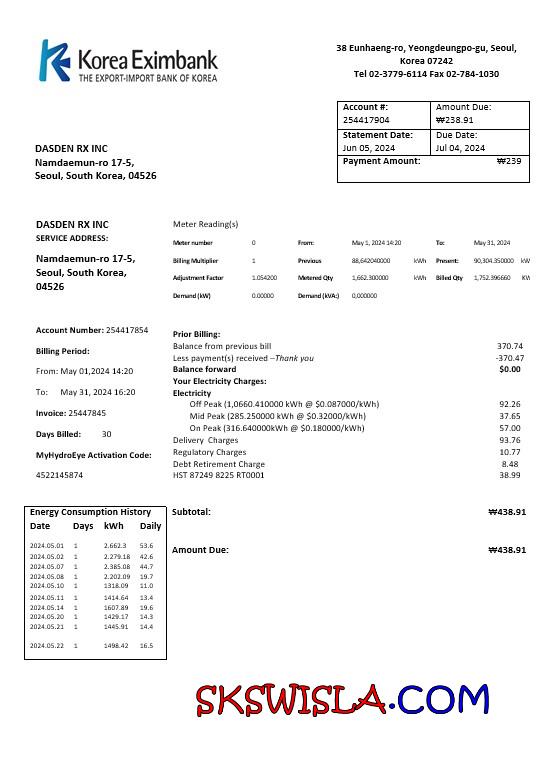 Korea Eximbank
THE EXPORT-IMPORT BANK OF KOREA
38 Eunhaeng-ro, Yeongdeungpo-gu, Seoul,
Korea 07242
Tel 02-3779-6114 Fax 02-784-1030
Account #: Amount Due:
254417904 ₩238.91
Statement Date: Due Date:
Jun 05, 2024 Jul 04, 2024
Payment Amount: ₩239
DASDEN RX INC
Namdaemun-ro 17-5,
Seoul, South Korea, 04526
DASDEN RX INC
SERVICE ADDRESS:
Namdaemun-ro 17-5,
Seoul, South Korea,
04526
Meter Reading(s)
Meter number 0 From: May 1, 2024 14:20 To: May 31, 2024
Billing Multiplier 1 Previous 88,642040000 kWh Present: 90,304.350000 kW
Adjustment Factor 1.054200 Metered Qty 1,662.300000 kWh Billed Qty 1,752.396660 kW
Demand (kW) 0.00000 Demand (kVA:) 0,000000
Account Number: 254417854
Billing Period:
From: May 01,2024 14:20
To: May 31, 2024 16:20
Invoice: 25447845
Days Billed: 30
MyHydroEye Activation Code:
4522145874
Prior Billing:
Balance from previous bill 370.74
Less payment(s) received –Thank you -370.47
Balance forward $0.00
Your Electricity Charges:
Electricity
Off Peak (1,0660.410000 kWh @ $0.087000/kWh) 92.26
Mid Peak (285.250000 kWh @ $0.32000/kWh) 37.65
On Peak (316.640000kWh @ $0.180000/kWh) 57.00
Delivery Charges 93.76
Regulatory Charges 10.77
Debt Retirement Charge 8.48
HST 87249 8225 RT0001 38.99
Energy Consumption History
Date Days kWh Daily
2024.05.01 1 2.662.3 53.6
2024.05.02 1 2.279.18 42.6
2024.05.07 1 2.385.08 44.7
2024.05.08 1 2.202.09 19.7
2024.05.10 1 1318.09 11.0
2024.05.11 1 1414.64 13.4
2024.05.14 1 1607.89 19.6
2024.05.20 1 1429.17 14.3
2024.05.21 1 1445.91 14.4
2024.05.22 1 1498.42 16.5
Subtotal: ₩438.91
Amount Due: ₩438.91
SKSWISLA.COM